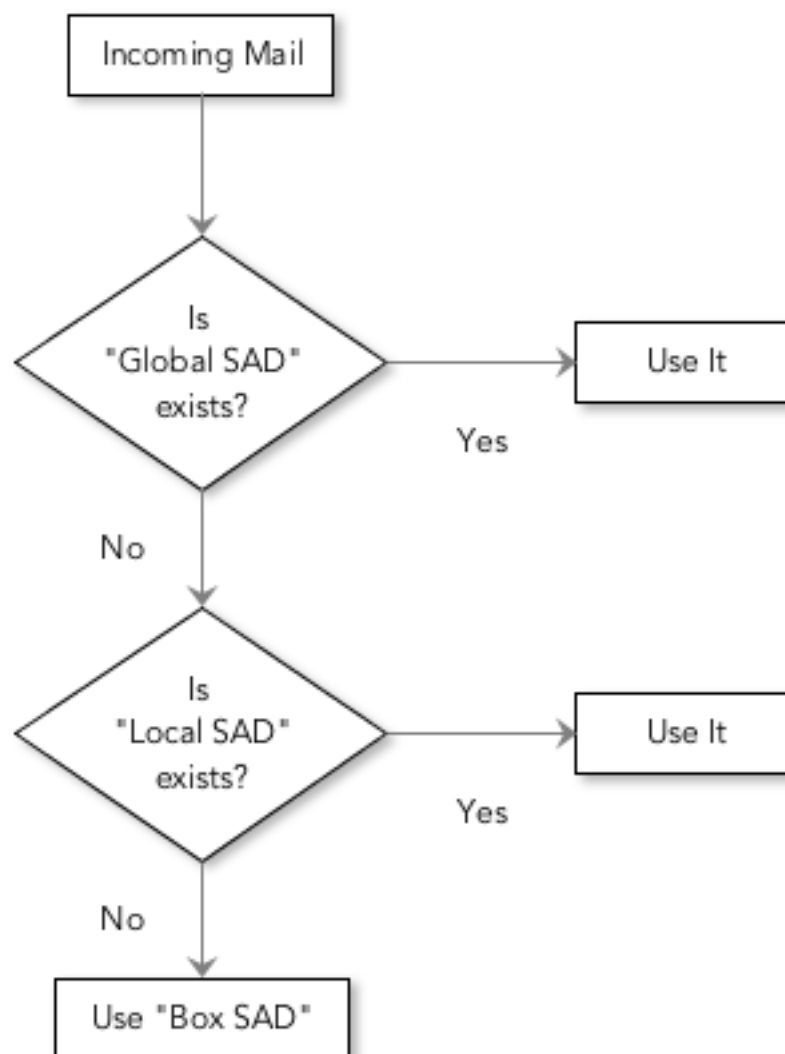 Incoming Mail
Is
"Global SAD"
exists?
Use It
Yes
No
Is
"Local SAD"
exists?
Use It
Yes
No
Use "Box SAD"